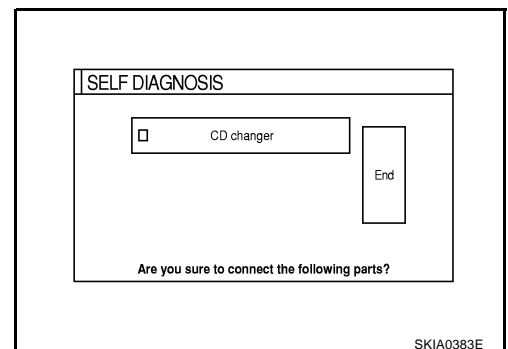 SELF DIAGNOSIS
CD changer
End
Are you sure to connect the following parts?
SKIA0383E